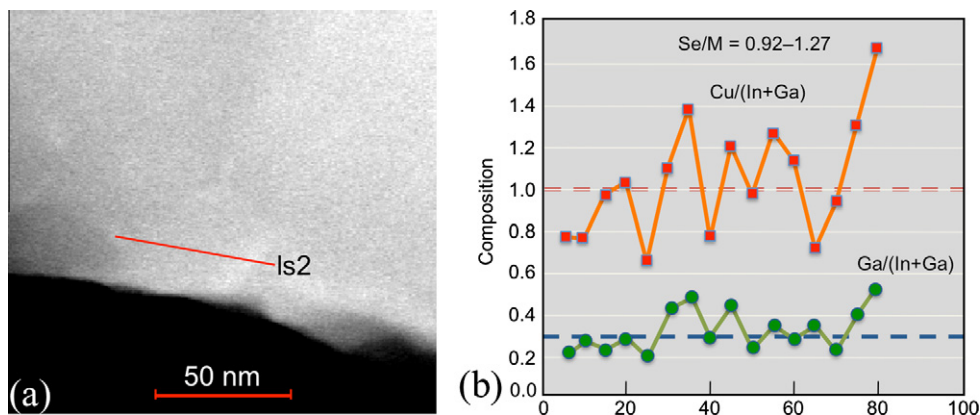 ls2
50 nm
(a)
1.8
1.6
1.4
1.2
1.0
0.8
0.6
0.4
0.2
0.0
Composition
Se/M = 0.92–1.27
Cu/(In+Ga)
Ga/(In+Ga)
0 20 40 60 80 100
(b)